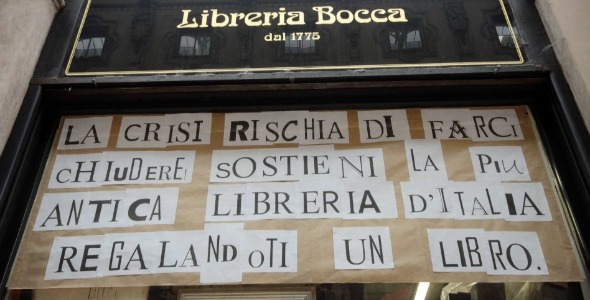 Libreria Bocca
dal 1775
LA CRISI RISCHIA DI FARCI
CHIUDERE! SOSTIENI LA PIU
ANTICA LIBRERIA D'ITALIA
REGALANDOTI UN LIBRO.